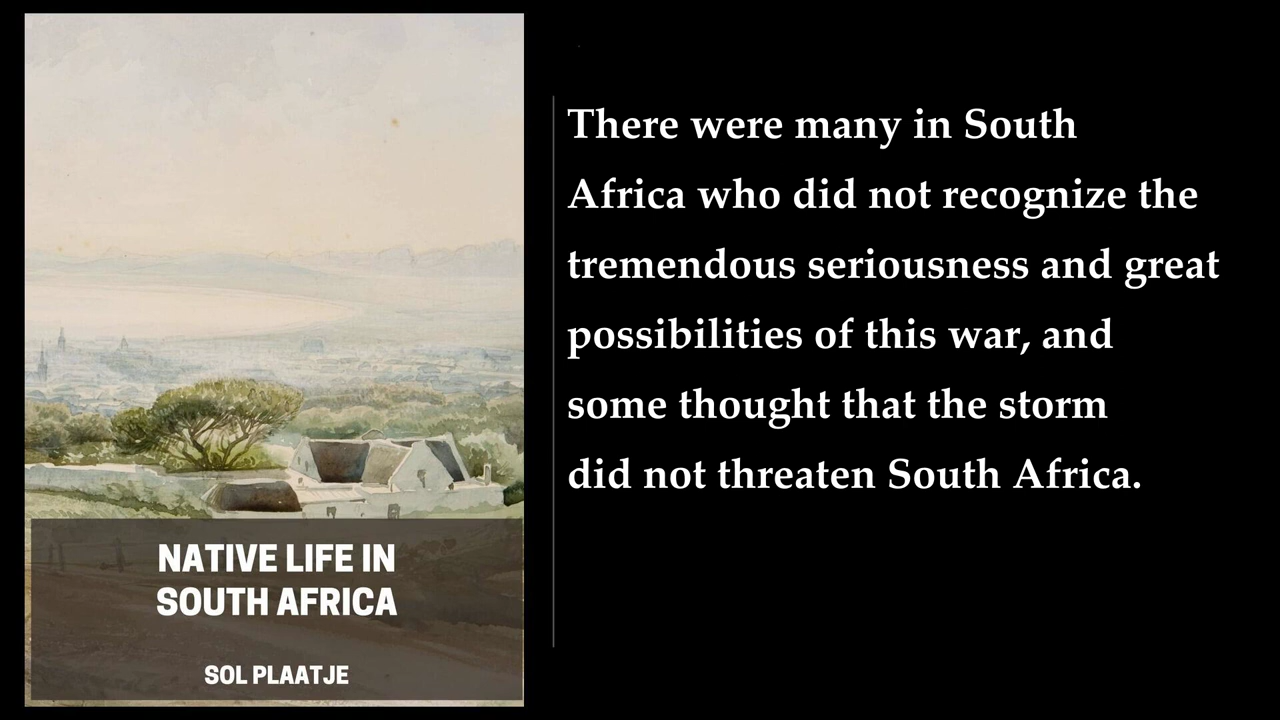 NATIVE LIFE IN
SOUTH AFRICA
SOL PLAATJE
There were many in South
Africa who did not recognize the
tremendous seriousness and great
possibilities of this war, and
some thought that the storm
did not threaten South Africa.